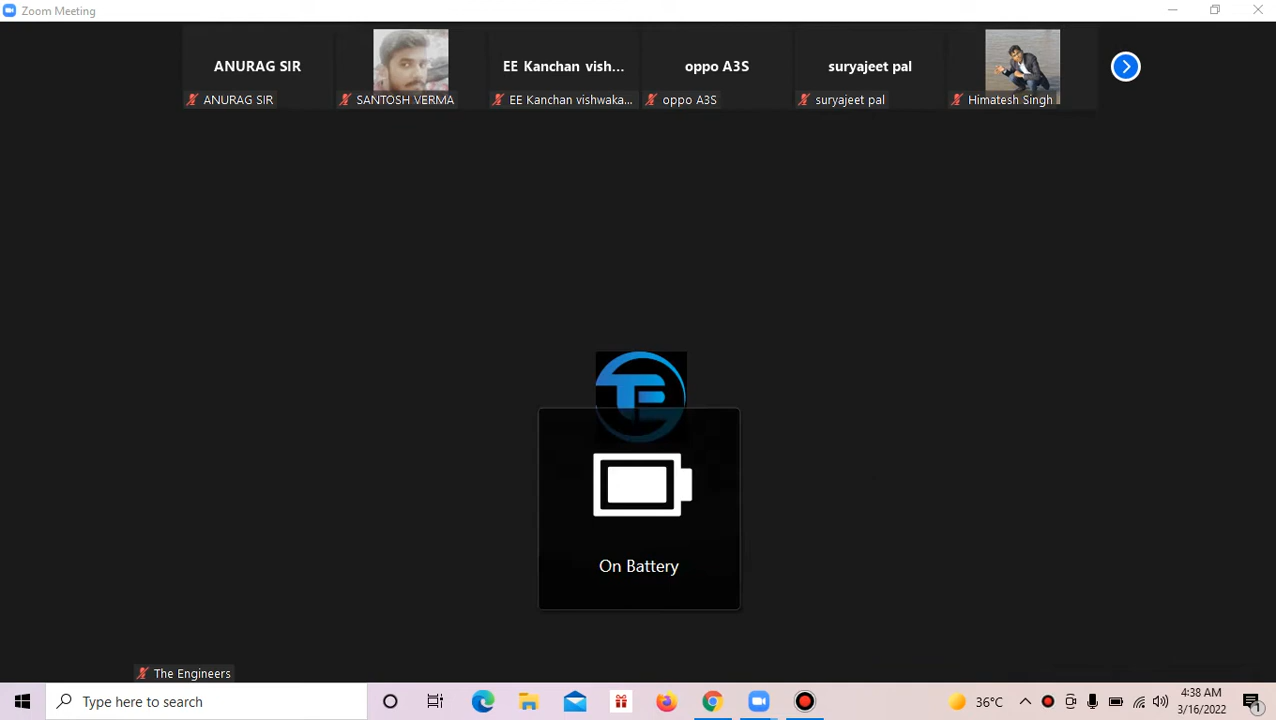 Zoom Meeting
ANURAG SIR
EE Kanchan vish...
oppo A3S
suryajeet pal
ANURAG SIR
SANTOSH VERMA
EE Kanchan vishwaka...
oppo A3S
suryajeet pal
Himatesh Singh
TE
On Battery
The Engineers
Type here to search
36°C
4:38 AM
3/16/2022
1